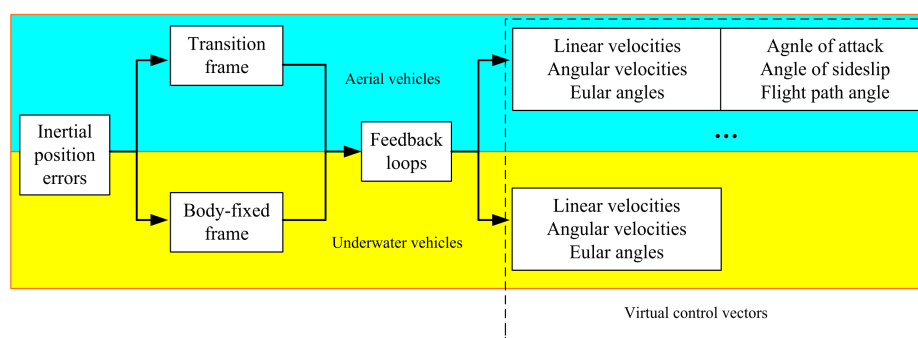 Inertial
position
errors
Transition
frame
Body-fixed
frame
Aerial vehicles
Underwater vehicles
Feedback
loops
Linear velocities
Angular velocities
Eular angles
Agnle of attack
Angle of sideslip
Flight path angle
...
Linear velocities
Angular velocities
Eular angles
Virtual control vectors